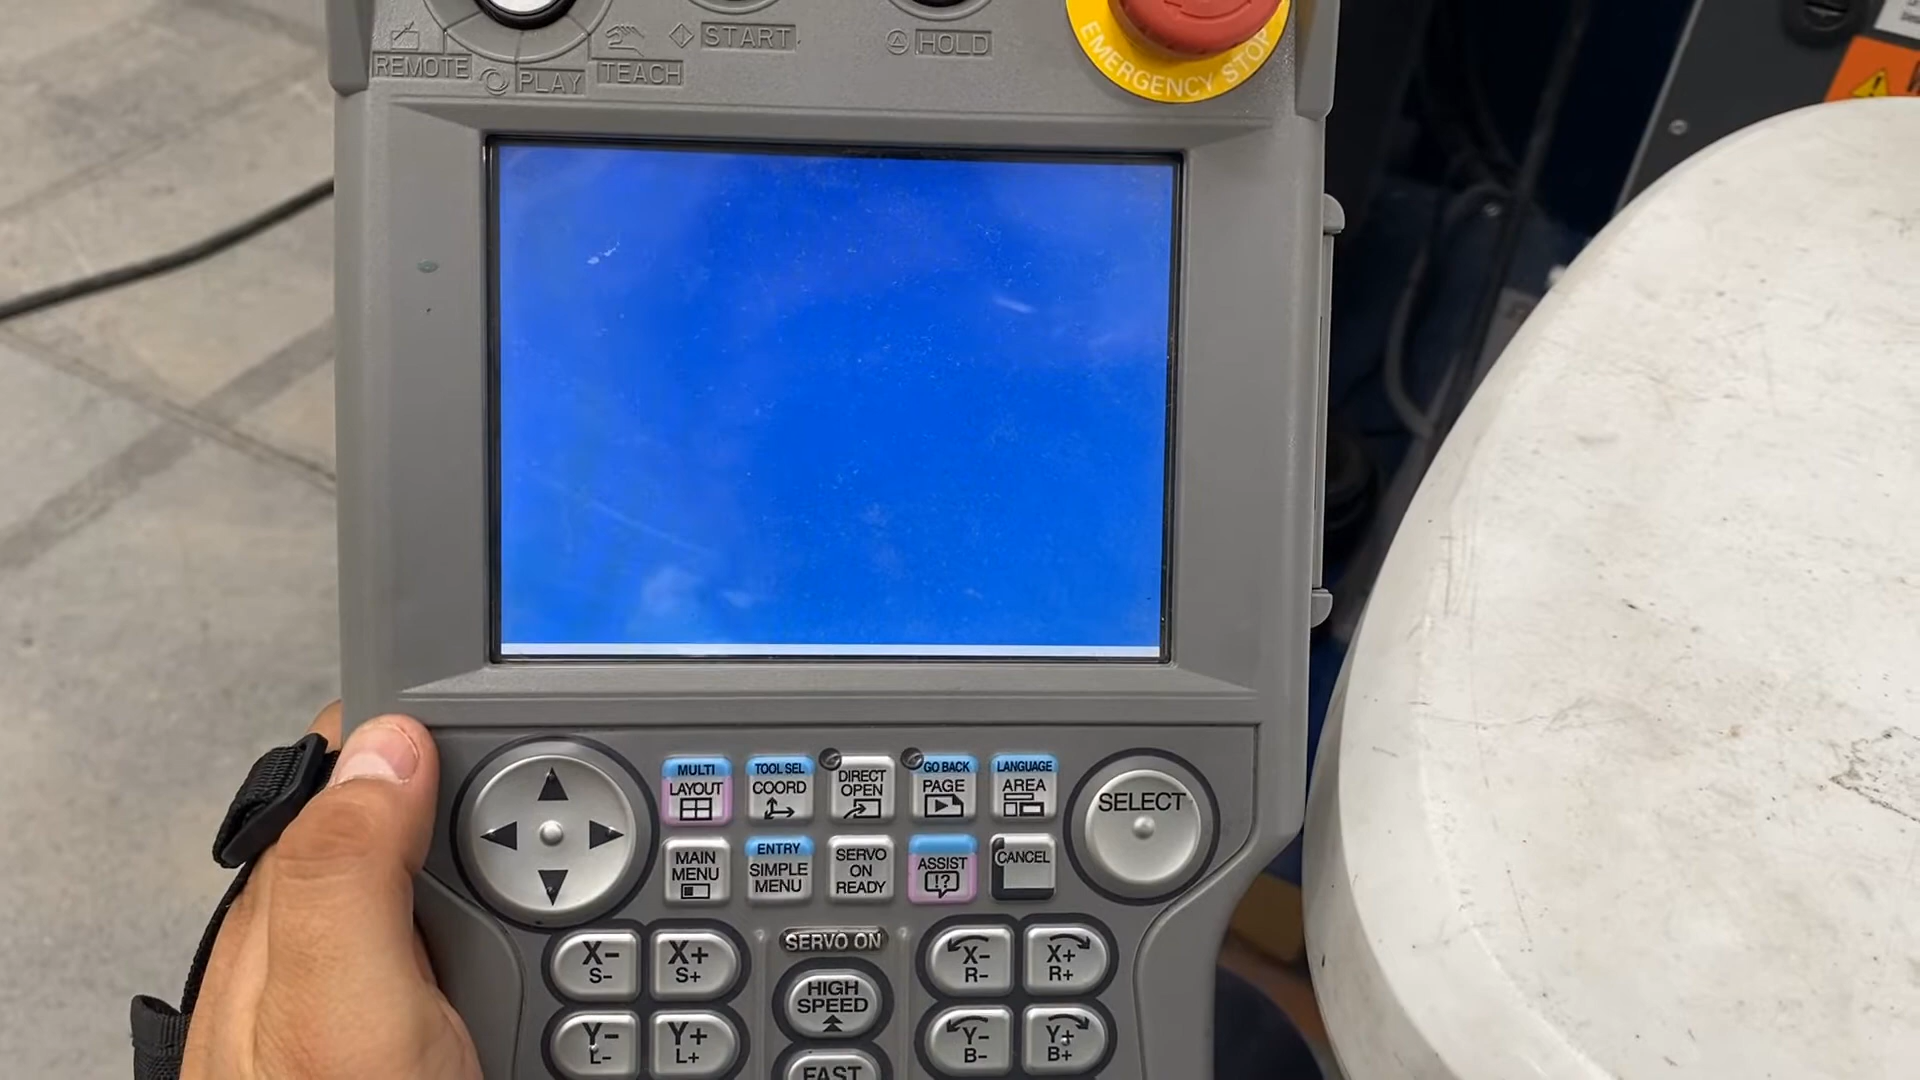 REMOTE
PLAY
TEACH
START
HOLD
EMERGENCY STOP
MULTI
LAYOUT
TOOL SEL
COORD
DIRECT
OPEN
GO BACK
PAGE
LANGUAGE
AREA
SELECT
MAIN
MENU
ENTRY
SIMPLE
MENU
SERVO
ON
READY
ASSIST
!?
CANCEL
SERVO ON
X-
S-
X+
S+
HIGH
SPEED
X-
R-
X+
R+
Y-
L-
Y+
L+
FAST
Y-
B-
Y+
B+